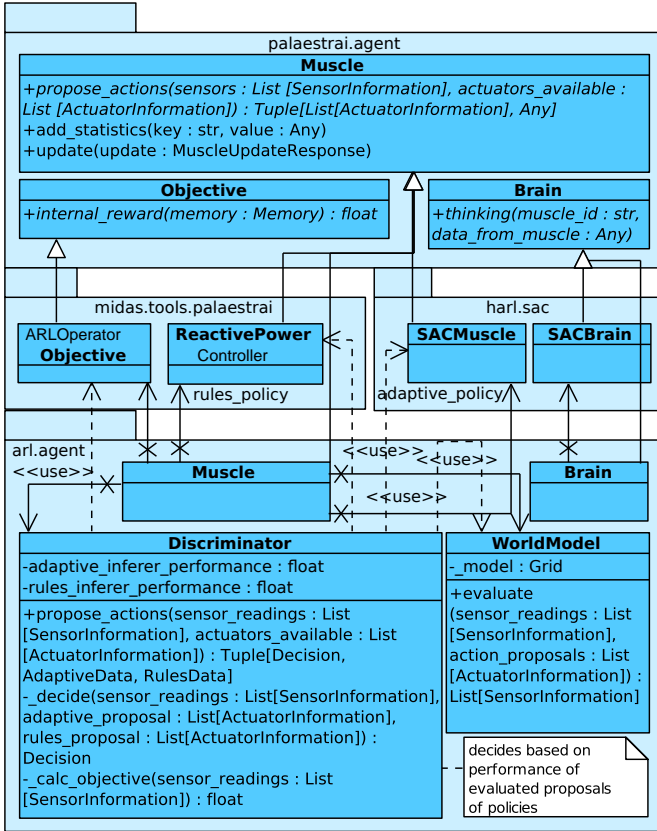 palaestrai.agent
Muscle
+propose_actions(sensors : List [SensorInformation], actuators_available :
List [ActuatorInformation]) : Tuple[List[ActuatorInformation], Any]
+add_statistics(key : str, value : Any)
+update(update : MuscleUpdateResponse)
Objective
+internal_reward(memory : Memory) : float
Brain
+thinking(muscle_id : str,
data_from_muscle : Any)
midas.tools.palaestrai
ARLOperator
Objective
ReactivePower
Controller
rules_policy
harl.sac
SACMuscle
SACBrain
adaptive_policy
arl.agent
<<use>>
<<use>>
<<use>>
<<use>>
Muscle
Brain
Discriminator
-adaptive_inferer_performance : float
-rules_inferer_performance : float
+propose_actions(sensor_readings : List
[SensorInformation], actuators_available : List
[ActuatorInformation]) : Tuple[Decision,
AdaptiveData, RulesData]
-_decide(sensor_readings : List[SensorInformation],
adaptive_proposal : List[ActuatorInformation],
rules_proposal : List[ActuatorInformation]) :
Decision
-_calc_objective(sensor_readings : List
[SensorInformation]) : float
WorldModel
-_model : Grid
+evaluate
(sensor_readings : List
[SensorInformation],
action_proposals : List
[ActuatorInformation]) :
List[SensorInformation]
decides based on
performance of
evaluated proposals
of policies